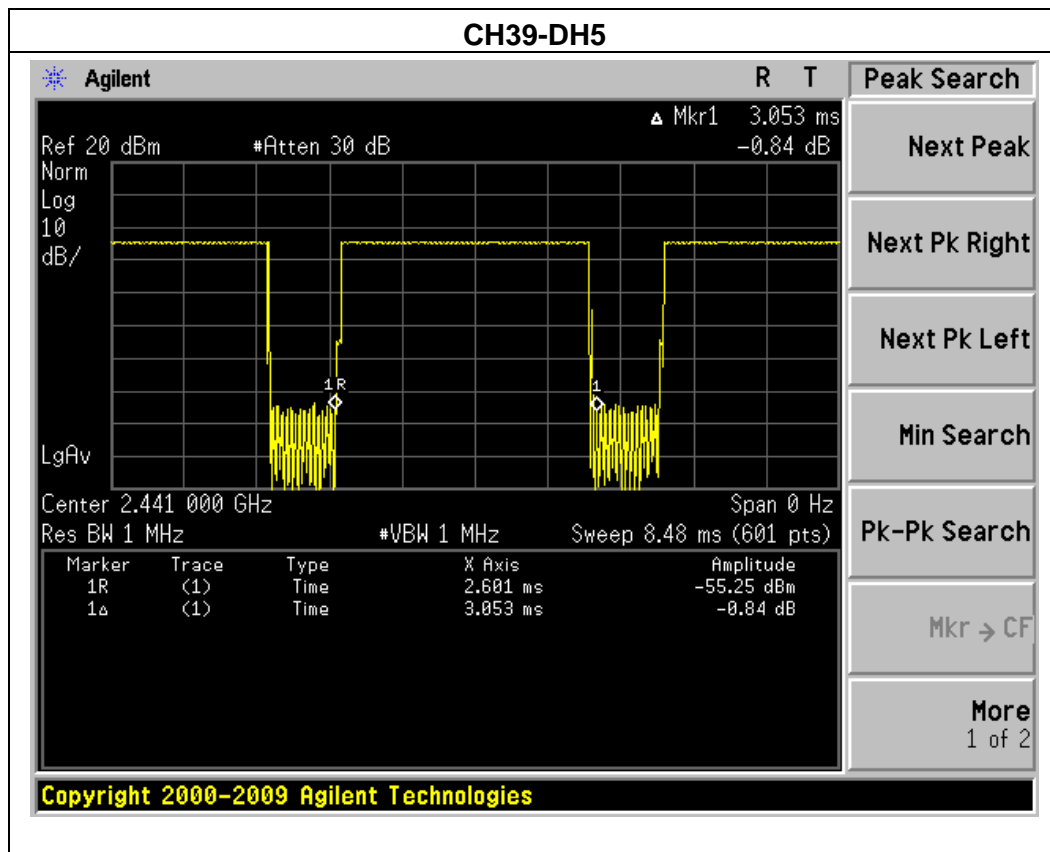 CH39-DH5
Agilent R T Peak Search
Δ Mkr1 3.053 ms
Ref 20 dBm #Atten 30 dB -0.84 dB
Norm
Log
10
dB/
1R
1
LgAv
Center 2.441 000 GHz Span 0 Hz
Res BW 1 MHz #VBW 1 MHz Sweep 8.48 ms (601 pts)
Marker Trace Type X Axis Amplitude
1R (1) Time 2.601 ms -55.25 dBm
1Δ (1) Time 3.053 ms -0.84 dB
Next Peak
Next Pk Right
Next Pk Left
Min Search
Pk-Pk Search
Mkr → CF
More
1 of 2
Copyright 2000-2009 Agilent Technologies